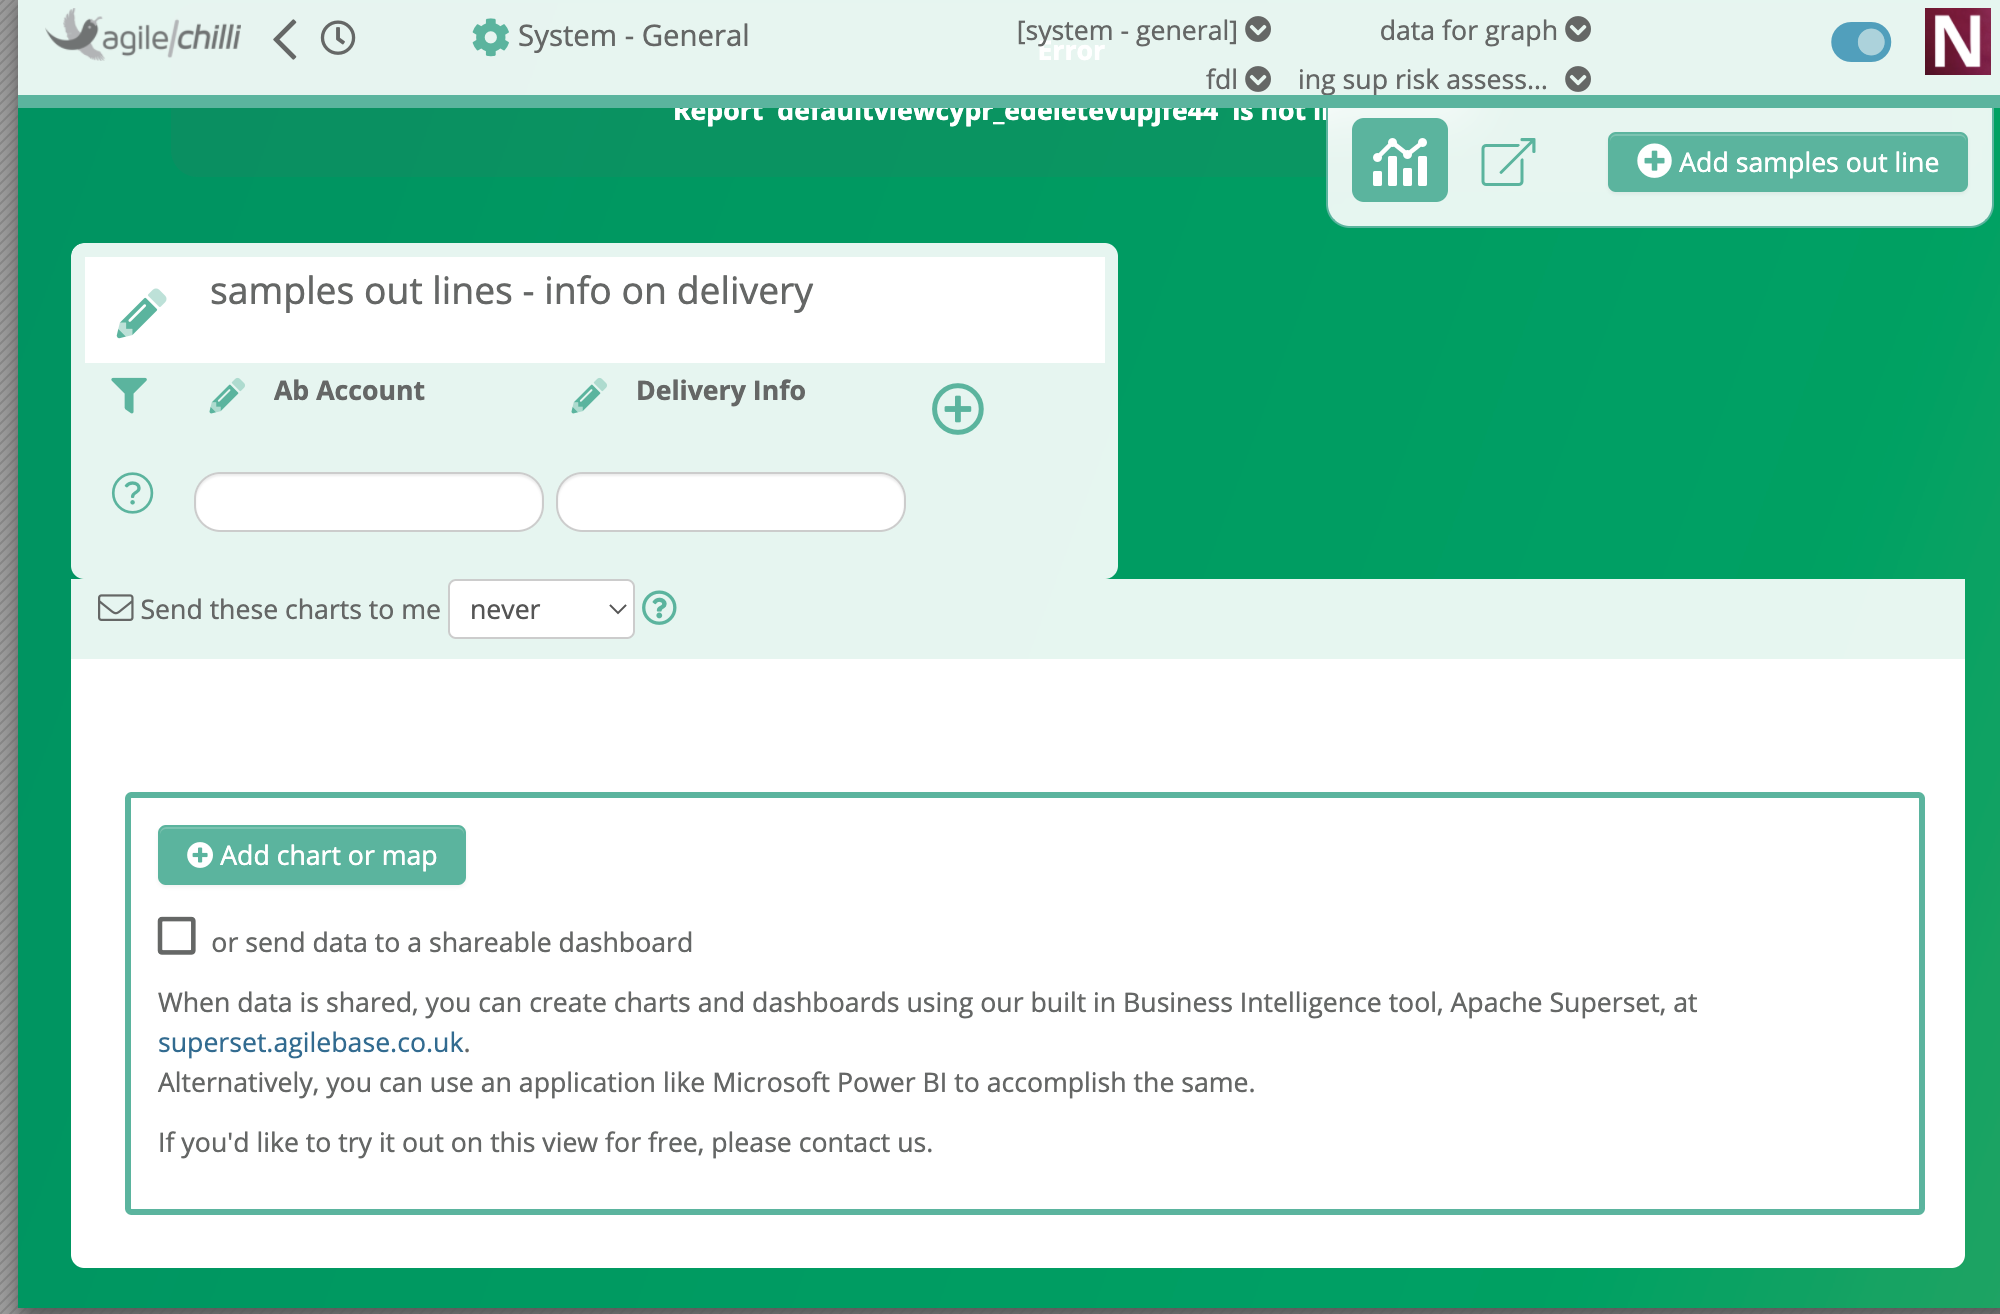 agile/chilli
System - General
[system - general]
data for graph
Error
fdl
ing sup risk assess...
N
Report 'defaultviewcypr_edeletevupjfe44' is not
Add samples out line
samples out lines - info on delivery
Ab Account
Delivery Info
?
Send these charts to me
never
?
Add chart or map
or send data to a shareable dashboard
When data is shared, you can create charts and dashboards using our built in Business Intelligence tool, Apache Superset, at
superset.agilebase.co.uk.
Alternatively, you can use an application like Microsoft Power BI to accomplish the same.
If you'd like to try it out on this view for free, please contact us.